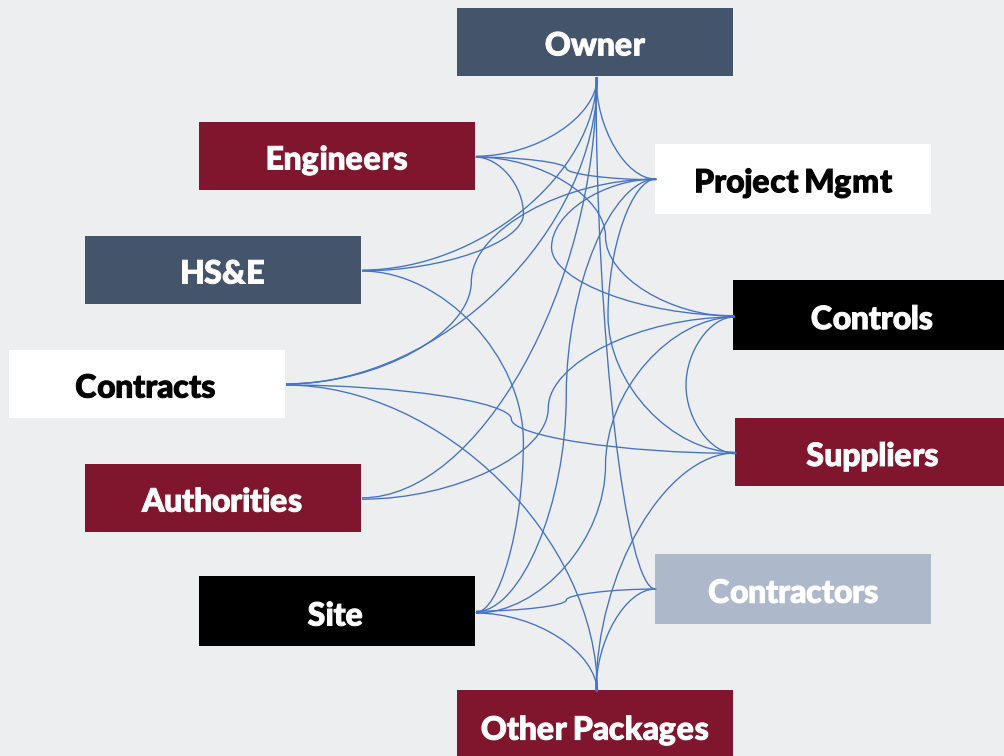 Owner
Engineers
Project Mgmt
HS&E
Controls
Contracts
Suppliers
Authorities
Contractors
Site
Other Packages